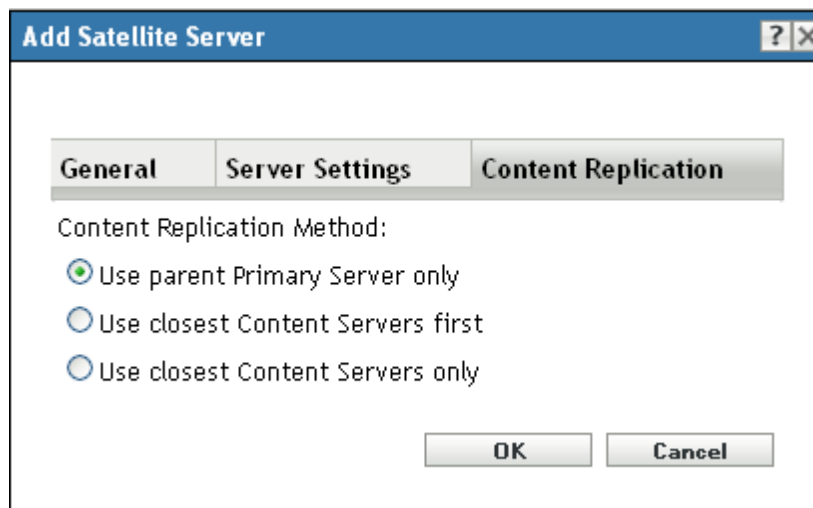 Add Satellite Server ? X
General Server Settings Content Replication
Content Replication Method:
Use parent Primary Server only
Use closest Content Servers first
Use closest Content Servers only
OK Cancel